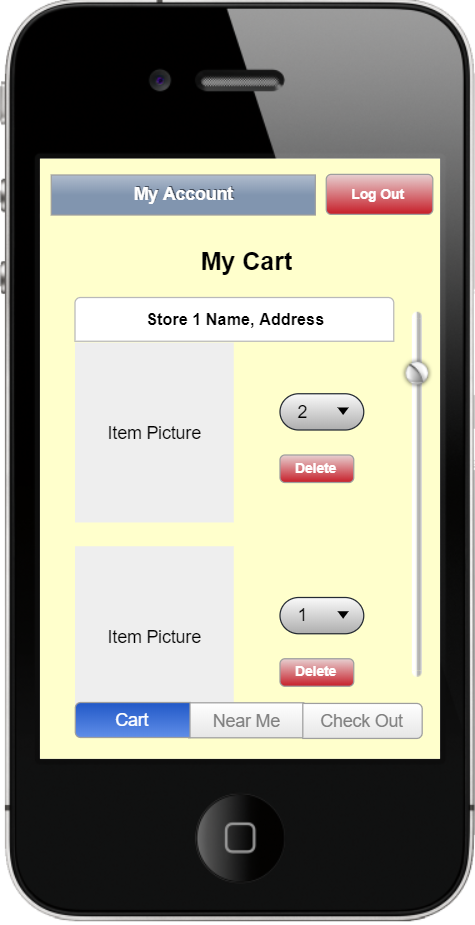 My Account
Log Out
My Cart
Store 1 Name, Address
Item Picture
2
Delete
Item Picture
1
Delete
Cart
Near Me
Check Out